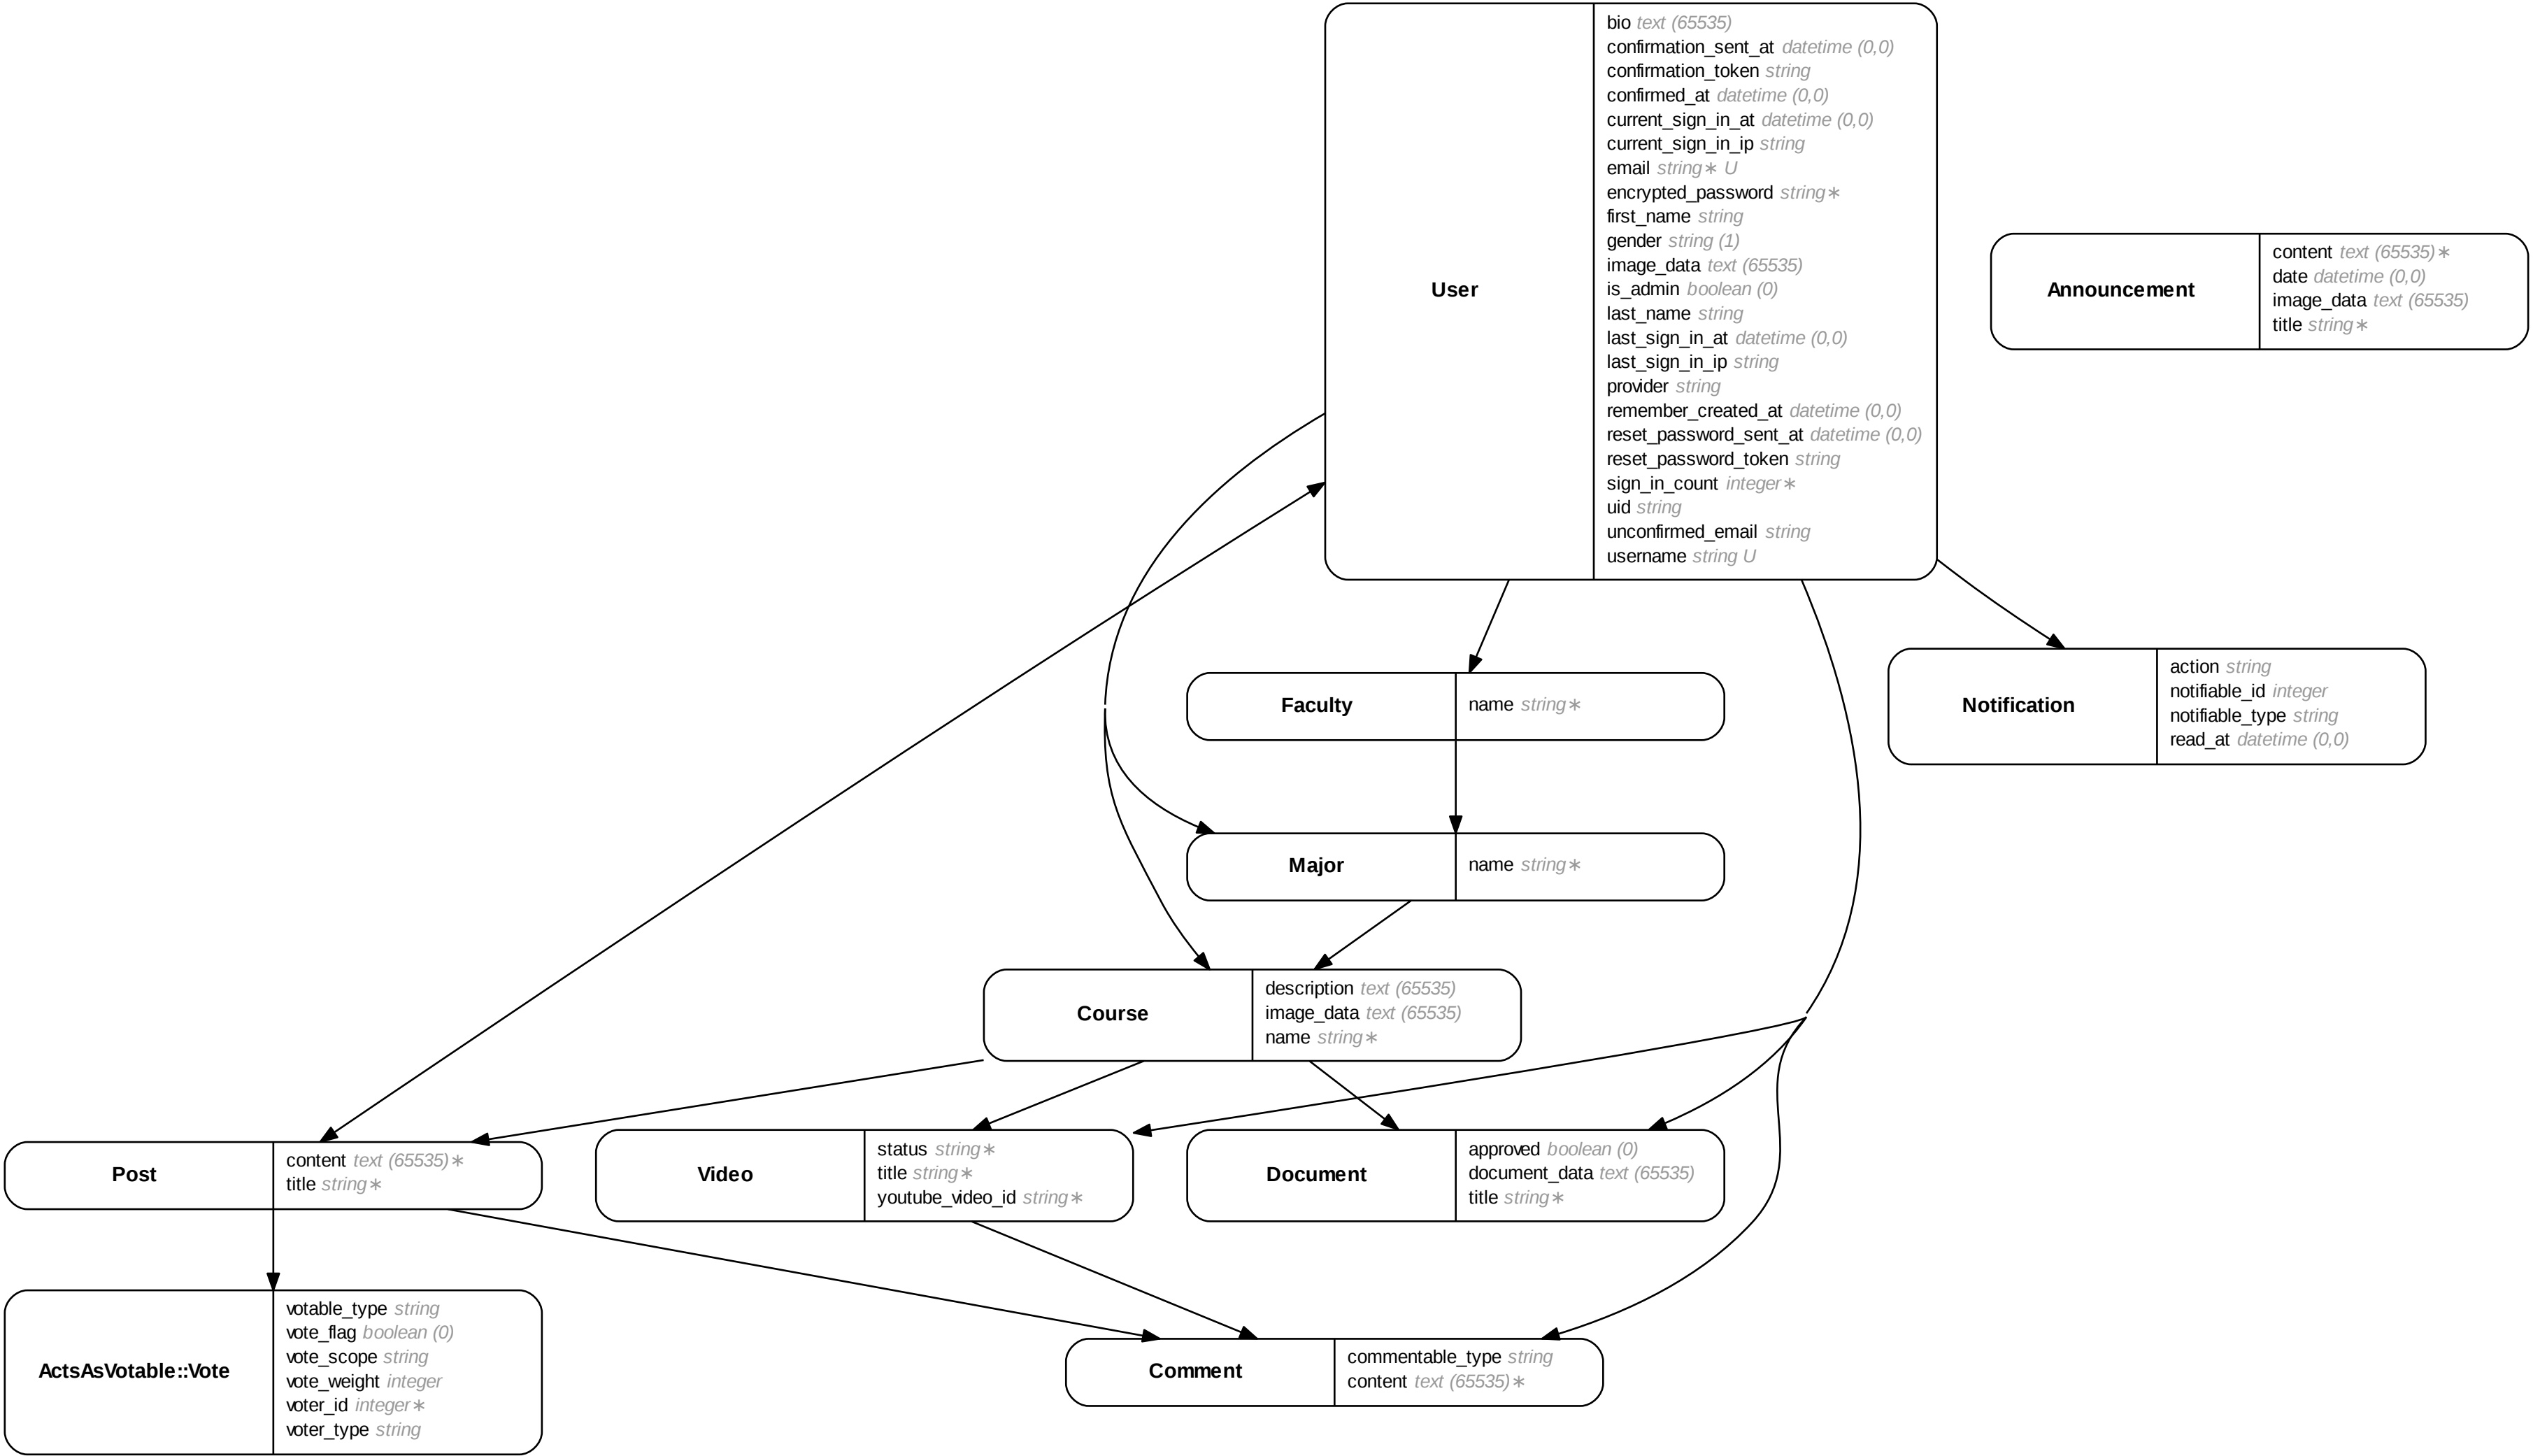 User
bio text (65535)
confirmation_sent_at datetime (0,0)
confirmation_token string
confirmed_at datetime (0,0)
current_sign_in_at datetime (0,0)
current_sign_in_ip string
email string∗ U
encrypted_password string∗
first_name string
gender string (1)
image_data text (65535)
is_admin boolean (0)
last_name string
last_sign_in_at datetime (0,0)
last_sign_in_ip string
provider string
remember_created_at datetime (0,0)
reset_password_sent_at datetime (0,0)
reset_password_token string
sign_in_count integer∗
uid string
unconfirmed_email string
username string U
Announcement
content text (65535)∗
date datetime (0,0)
image_data text (65535)
title string∗
Faculty
name string∗
Notification
action string
notifiable_id integer
notifiable_type string
read_at datetime (0,0)
Major
name string∗
Course
description text (65535)
image_data text (65535)
name string∗
Post
content text (65535)∗
title string∗
Video
status string∗
title string∗
youtube_video_id string∗
Document
approved boolean (0)
document_data text (65535)
title string∗
ActsAsVotable::Vote
votable_type string
vote_flag boolean (0)
vote_scope string
vote_weight integer
voter_id integer∗
voter_type string
Comment
commentable_type string
content text (65535)∗